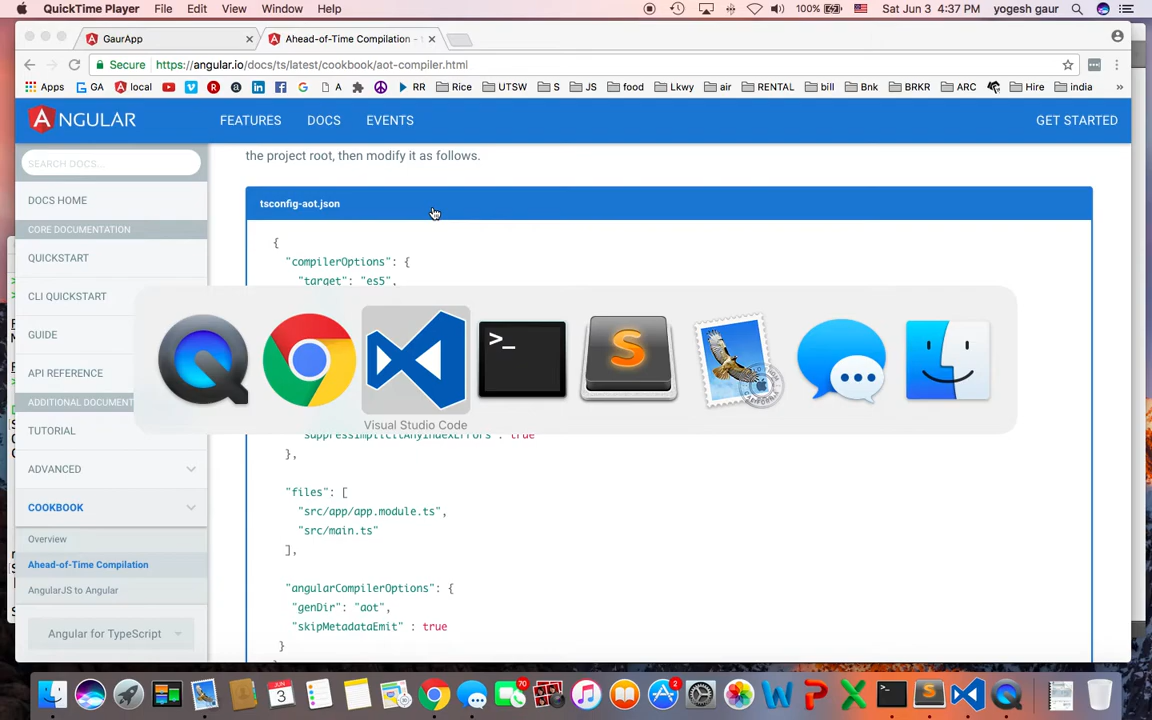 QuickTime Player File Edit View Window Help 100% Sat Jun 3 4:37 PM yogesh gaur
GaurApp Ahead-of-Time Compilation -
Secure https://angular.io/docs/ts/latest/cookbook/aot-compiler.html
Apps GA local RR Rice UTSW S JS food Lkwy air RENTAL bill Bnk BRKR ARC Hire india »
ANGULAR FEATURES DOCS EVENTS GET STARTED
the project root, then modify it as follows.
SEARCH DOCS...
DOCS HOME
CORE DOCUMENTATION
QUICKSTART
CLI QUICKSTART
GUIDE
API REFERENCE
ADDITIONAL DOCUMENT
TUTORIAL
ADVANCED
COOKBOOK
Overview
Ahead-of-Time Compilation
AngularJS to Angular
Angular for TypeScript
tsconfig-aot.json
{
"compilerOptions": {
"target": "es5",
Visual Studio Code
"suppressImplicitAnyIndexErrors": true
},
"files": [
"src/app/app.module.ts",
"src/main.ts"
],
"angularCompilerOptions": {
"genDir": "aot",
"skipMetadataEmit" : true
}
70
3
2